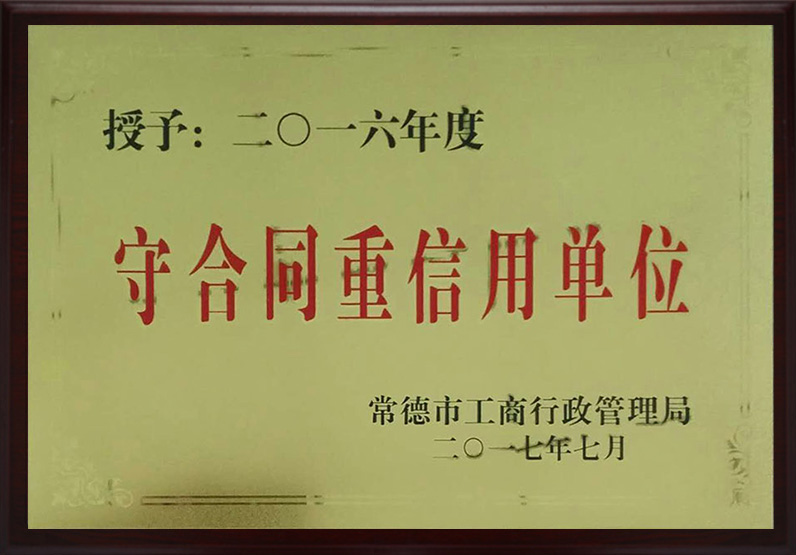 授予：二〇一六年度
守合同重信用单位
常德市工商行政管理局
二〇一七年七月